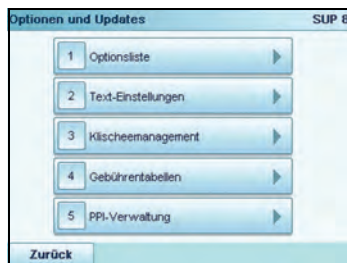 Optionen und Updates SUP 8
1 Optionsliste
2 Text-Einstellungen
3 Klischeemanagement
4 Gebührentabellen
5 PPI-Verwaltung
Zurück